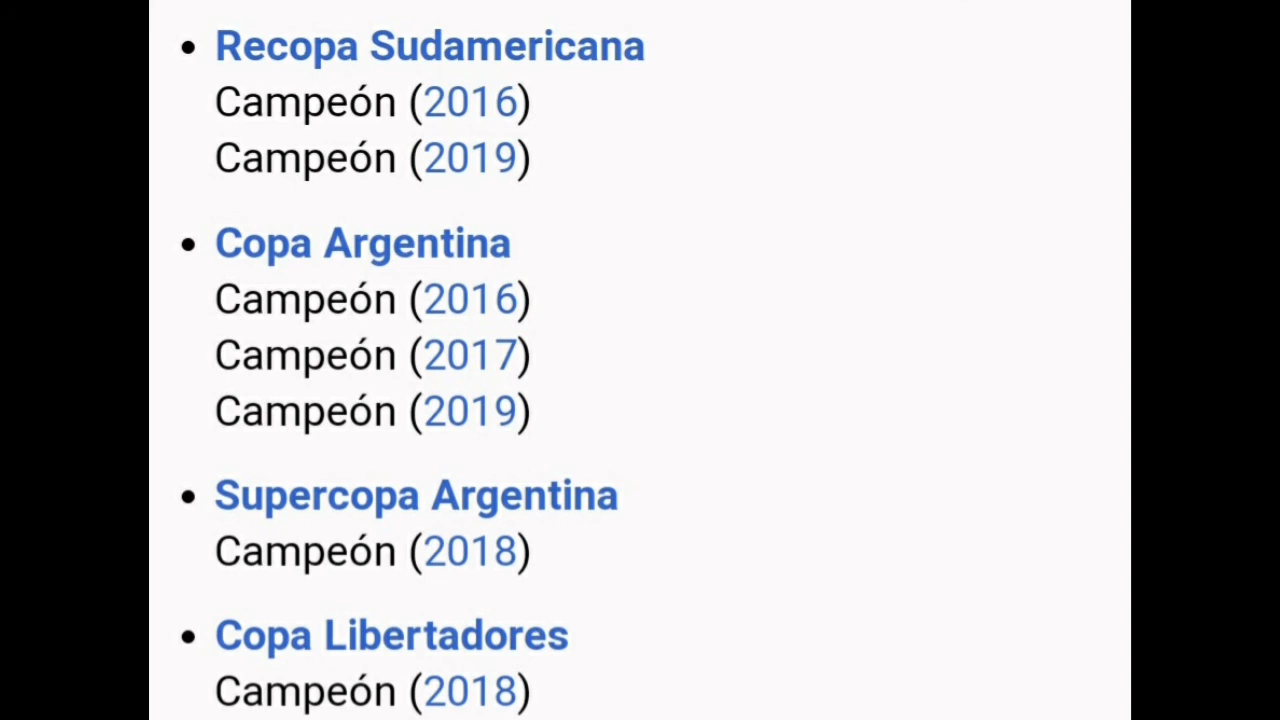 Recopa Sudamericana
Campeón (2016)
Campeón (2019)
Copa Argentina
Campeón (2016)
Campeón (2017)
Campeón (2019)
Supercopa Argentina
Campeón (2018)
Copa Libertadores
Campeón (2018)